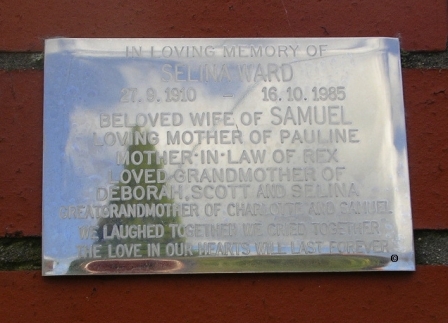 IN LOVING MEMORY OF
SELINA WARD
27.9.1910 – 16.10.1985
BELOVED WIFE OF SAMUEL
LOVING MOTHER OF PAULINE
MOTHER-IN-LAW OF REX
LOVED GRANDMOTHER OF
DEBORAH, SCOTT AND SELINA
GREATGRANDMOTHER OF CHARLOTTE AND SAMUEL
WE LAUGHED TOGETHER WE CRIED TOGETHER
THE LOVE IN OUR HEARTS WILL LAST FOREVER